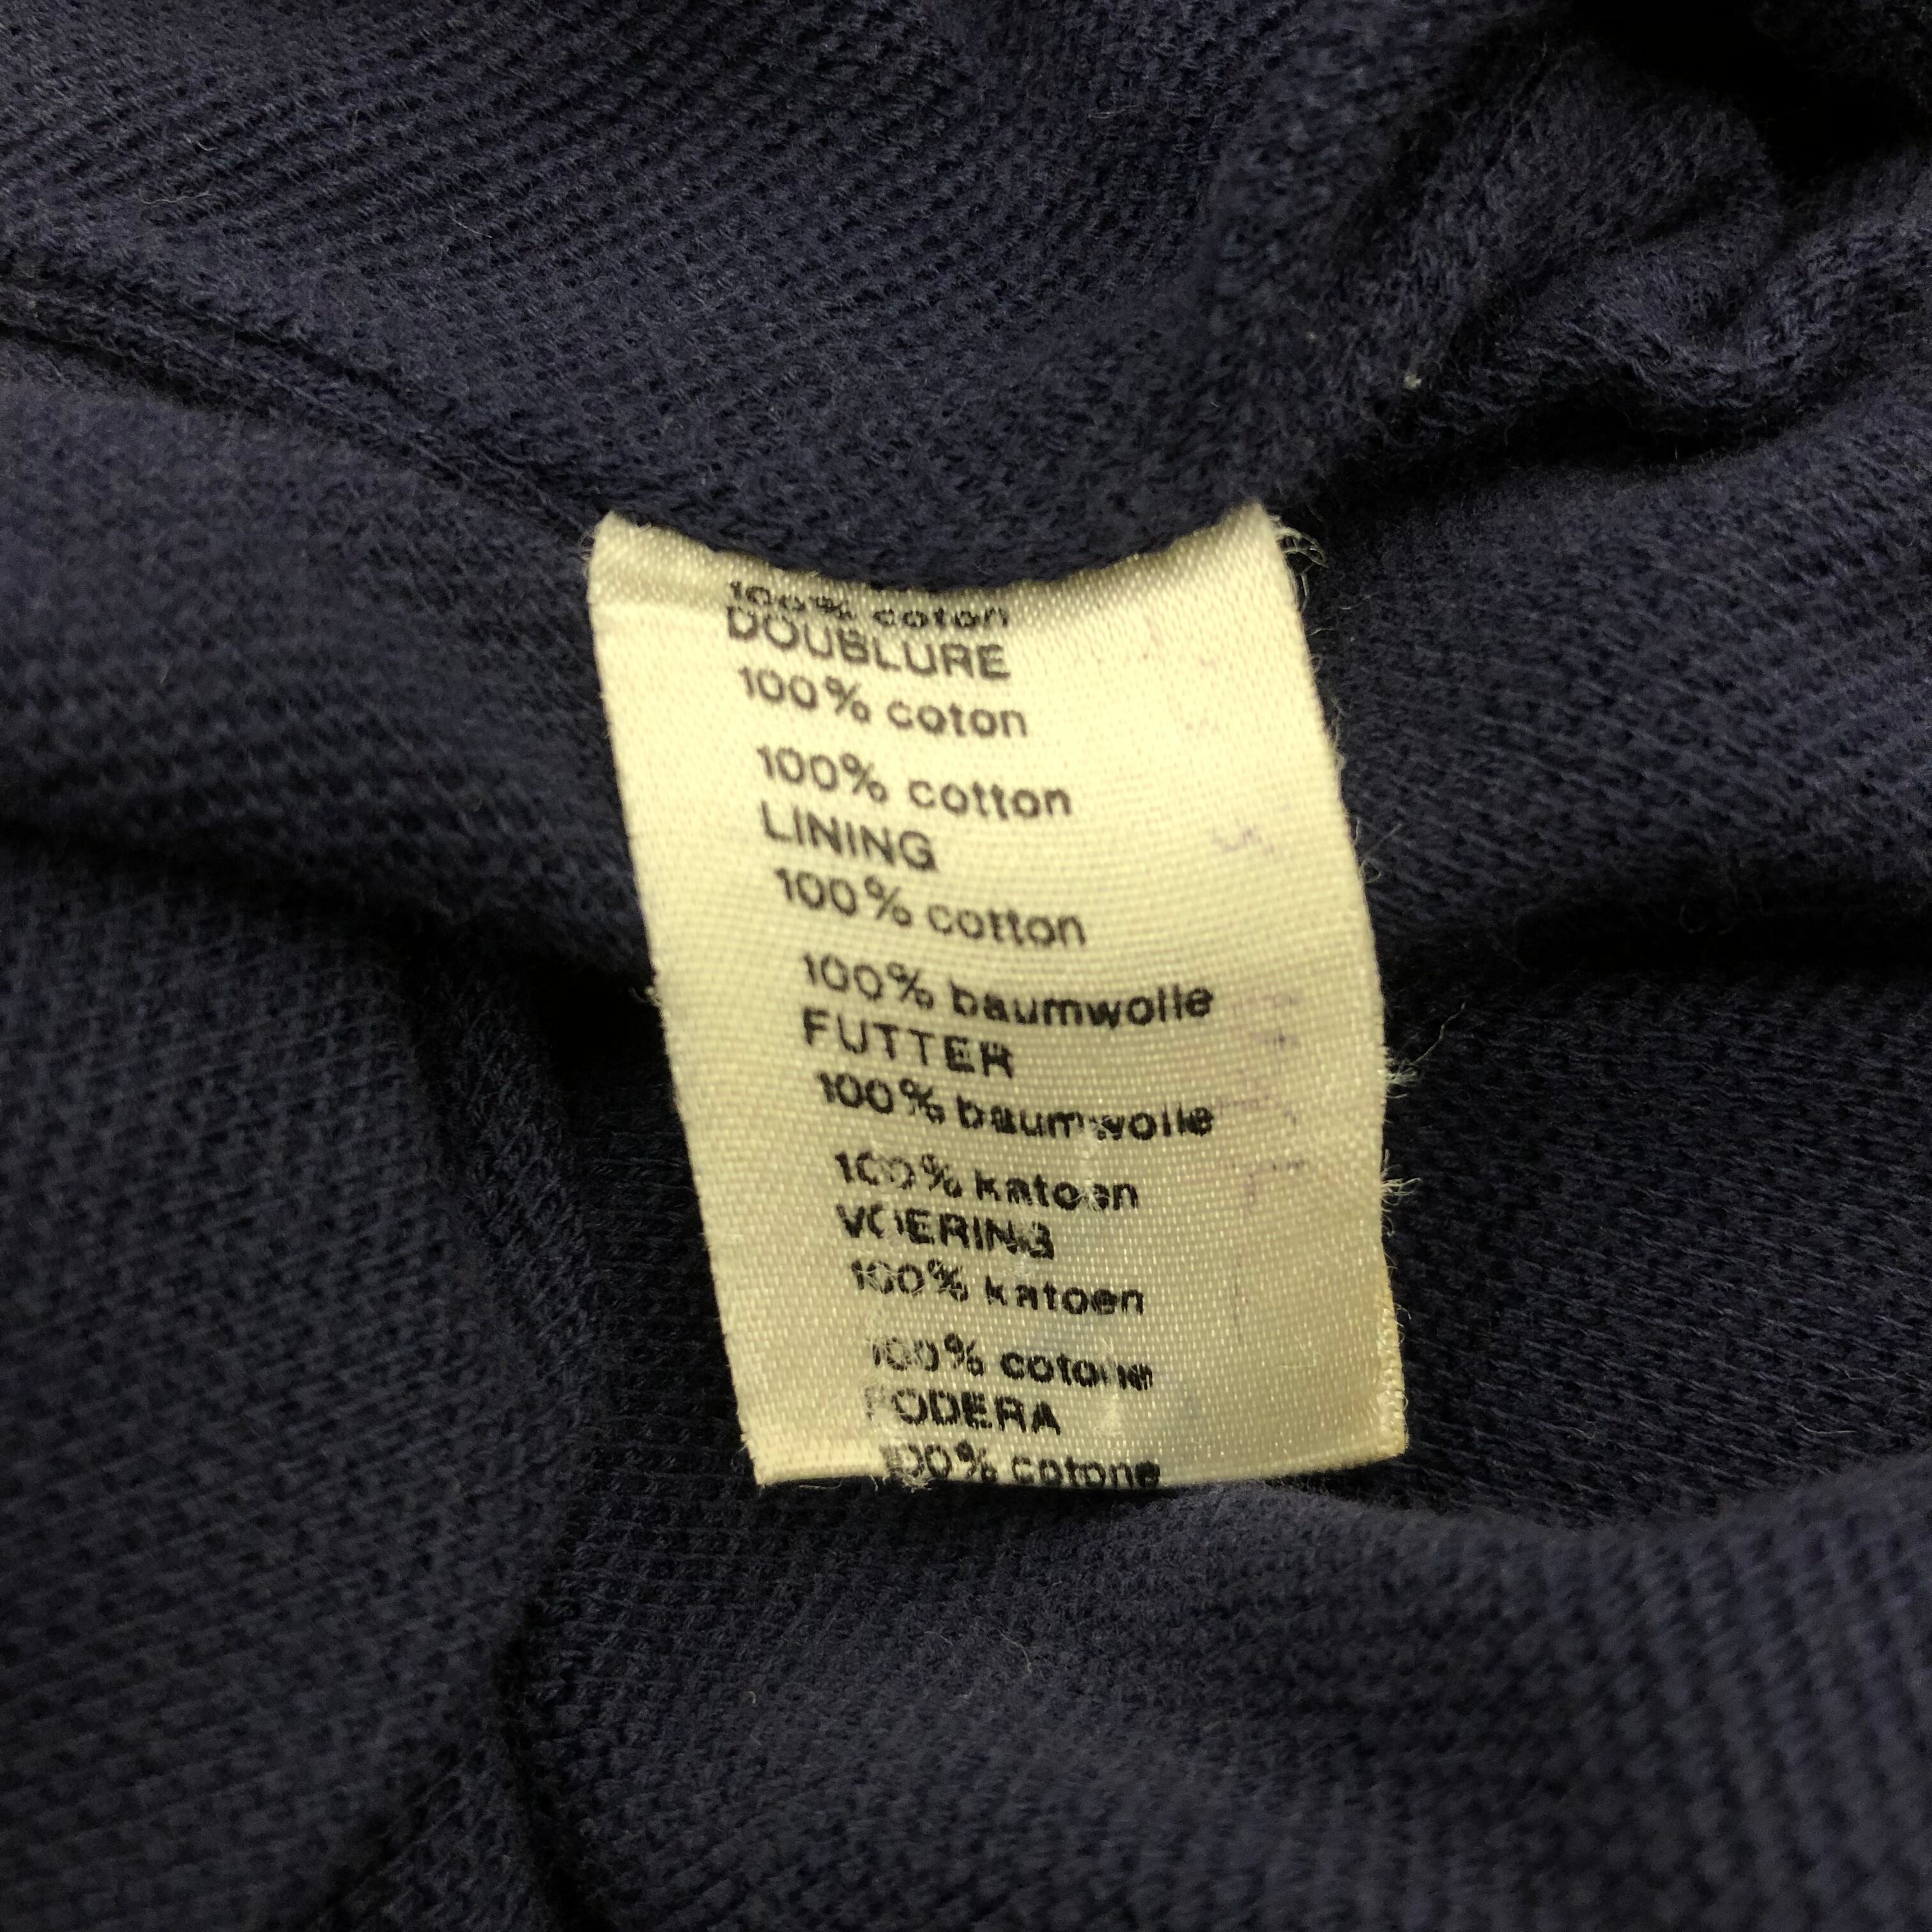 100% coton
DOUBLURE
100% coton
100% cotton
LINING
100% cotton
100% baumwolle
FUTTER
100% baumwolle
100% katoen
VOERING
100% katoen
100% cotone
FODERA
100% cotone